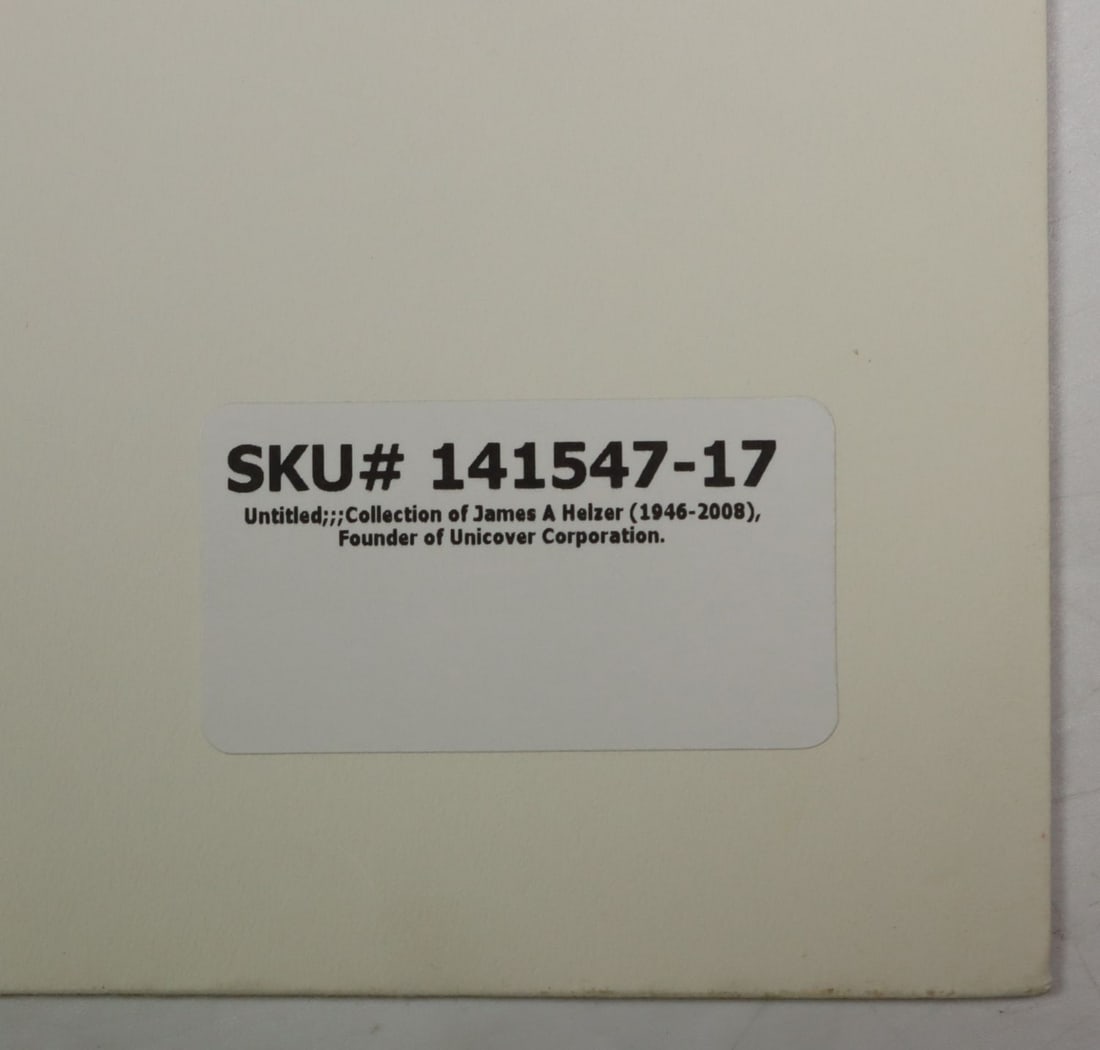 SKU# 141547-17
Untitled;;;Collection of James A Helzer (1946-2008),
Founder of Unicover Corporation.